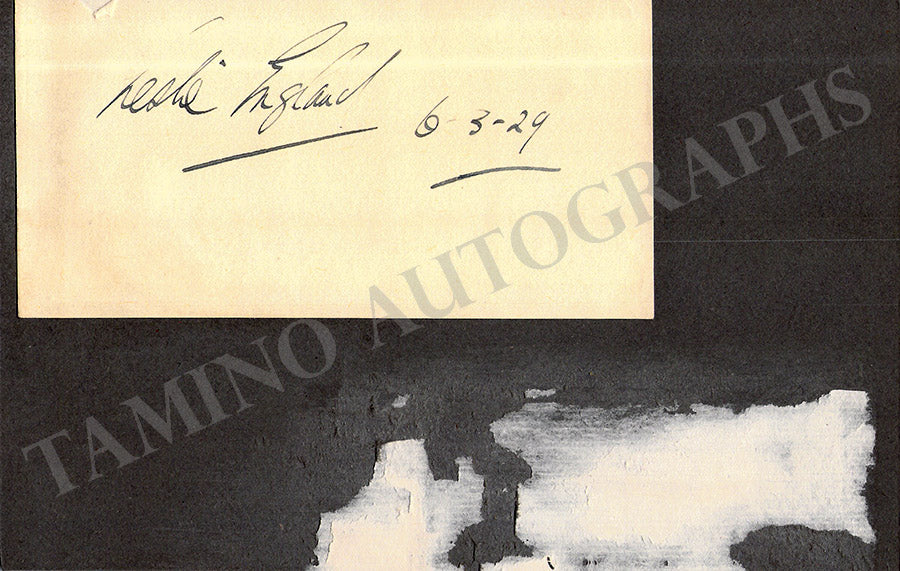 Leslie England
6-3-29
TAMINO AUTOGRAPHS